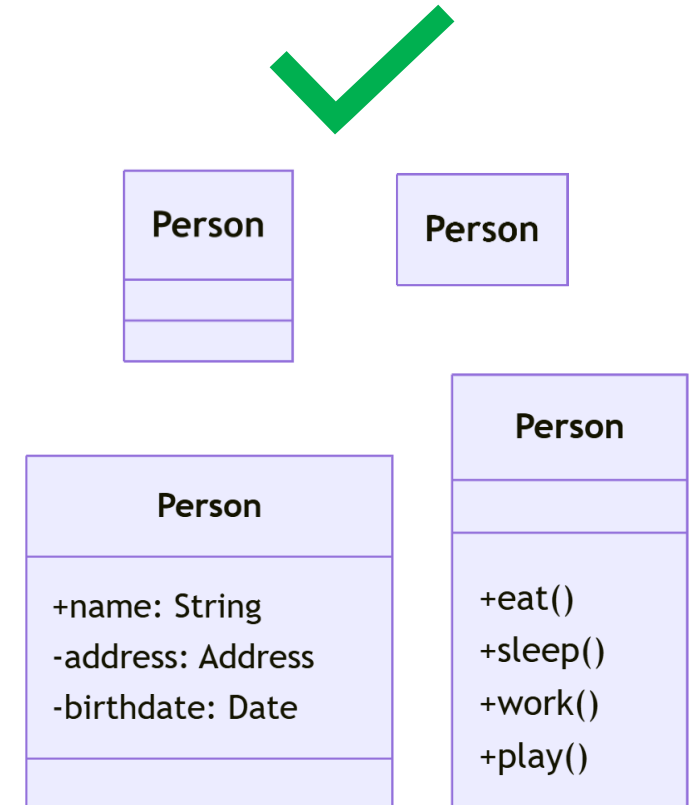 Person
Person
Person
+name: String
-address: Address
-birthdate: Date
Person
+eat()
+sleep()
+work()
+play()